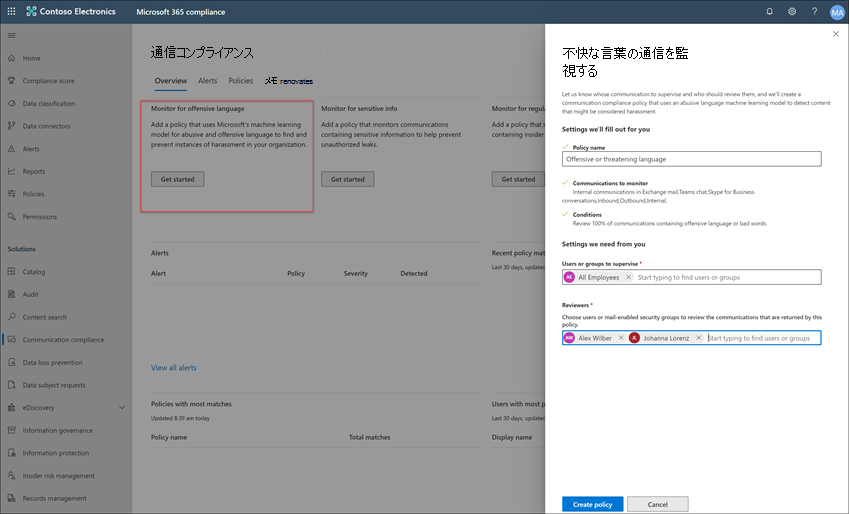 Contoso Electronics
Microsoft 365 compliance
?
MA
Home
Compliance score
Data classification
Data connectors
Alerts
Reports
Policies
Permissions
Solutions
Catalog
Audit
Content search
Communication compliance
Data loss prevention
Data subject requests
eDiscovery
Information governance
Information protection
Insider risk management
Records management
通信コンプライアンス
Overview Alerts Policies メモ renovates
Monitor for offensive language
Add a policy that uses Microsoft's machine learning
model for abusive and offensive language to find and
prevent instances of harassment in your organization.
Get started
Monitor for sensitive info
Add a policy that monitors communications
containing sensitive information to help prevent
unauthorized leaks.
Get started
Monitor for regu
Add a policy that
containing insider
Get started
Alerts
Alert Policy Severity Detected
View all alerts
Recent policy mat
Last 30 days, updated
Policies with most matches
Updated 8:39 am today
Policy name Total matches
Users with most p
Last 30 days, updated
Display name
不快な言葉の通信を監
視する
Let us know whose communication to supervise and who should review them, and we'll create a
communication compliance policy that uses an abusive language machine learning model to detect content
that might be considered harassment.
Settings we'll fill out for you
Policy name
Offensive or threatening language
Communications to monitor
Internal communications in Exchange mail,Teams chat,Skype for Business
conversations,Inbound,Outbound,Internal.
Conditions
Review 100% of communications containing offensive language or bad words.
Settings we need from you
Users or groups to supervise *
AE All Employees Start typing to find users or groups
Reviewers *
Choose users or mail-enabled security groups to review the communications that are returned by this
policy.
AW Alex Wilber Johanna Lorenz Start typing to find users or groups
Create policy Cancel